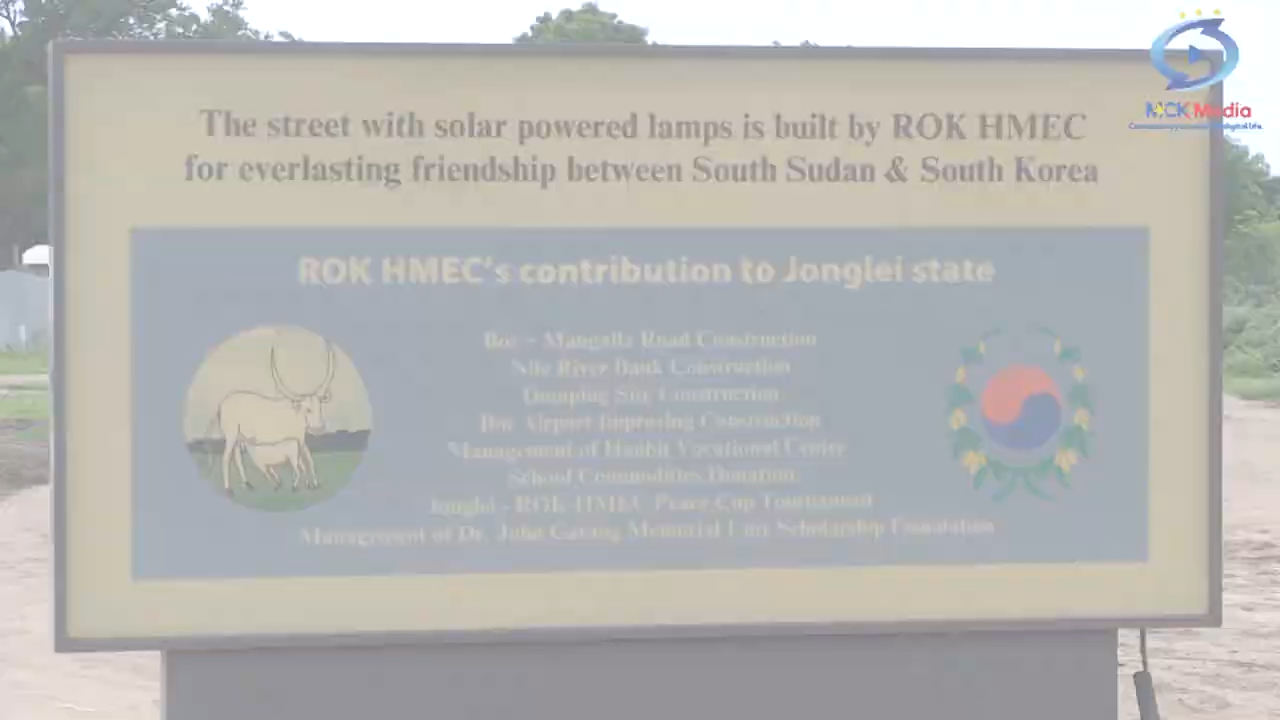 The street with solar powered lamps is built by ROK HMEC
for everlasting friendship between South Sudan & South Korea
ROK HMEC's contribution to Jonglei state
Bor - Mangalla Road Construction
Nile River Bank Construction
Dumping Site Construction
Bor Airport Improving Construction
Management of Hanbit Vocational Center
School Commodities Donation
Jonglei - ROK HMEC Peace Cup Tournament
Management of Dr. John Garang Memorial Univ Scholarship Foundation
MCK Media